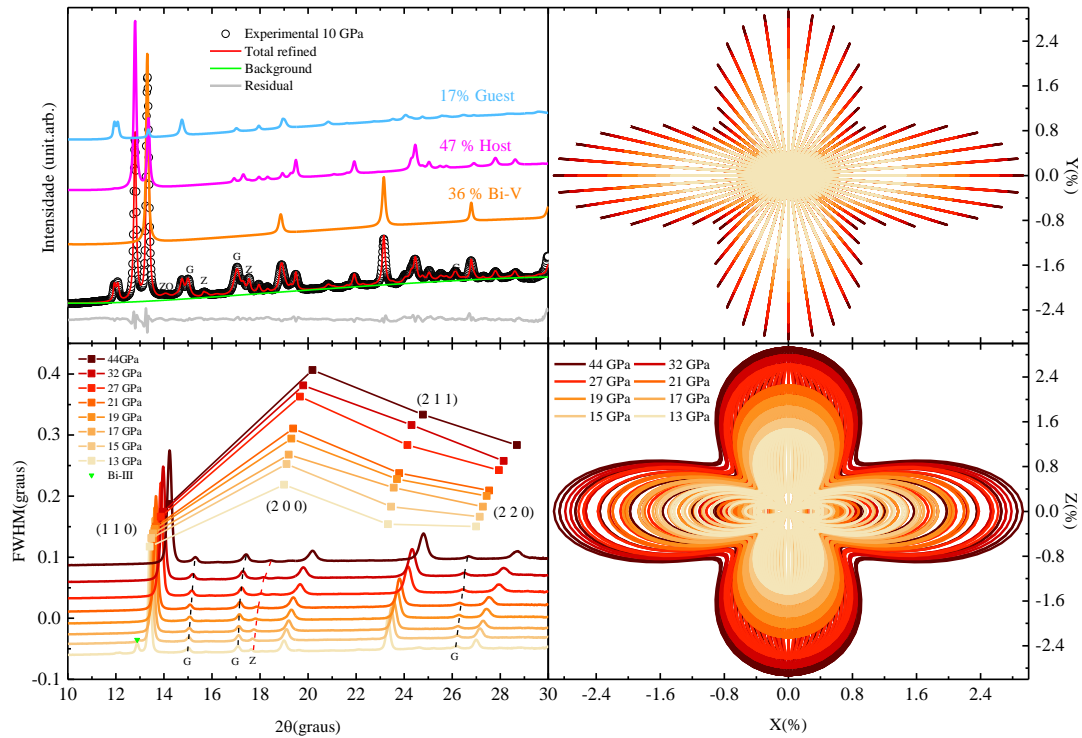 Experimental 10 GPa
Total refined
Background
Residual
17% Guest
47 % Host
36 % Bi-V
Intensidade (unit.arb.)
ZO
G
Z
G
Z
G
2.4
1.6
0.8
0.0
-0.8
-1.6
-2.4
Y(%)
44GPa
32 GPa
27 GPa
21 GPa
19 GPa
17 GPa
15 GPa
13 GPa
Bi-III
(1 1 0)
(2 0 0)
(2 1 1)
(2 2 0)
G
G
Z
G
0.4
0.3
0.2
0.1
0.0
-0.1
FWHM(graus)
10 12 14 16 18 20 22 24 26 28 30
2θ(graus)
44 GPa 32 GPa
27 GPa 21 GPa
19 GPa 17 GPa
15 GPa 13 GPa
2.4
1.6
0.8
0.0
-0.8
-1.6
-2.4
Z(%)
-2.4 -1.6 -0.8 0.0 0.8 1.6 2.4
X(%)